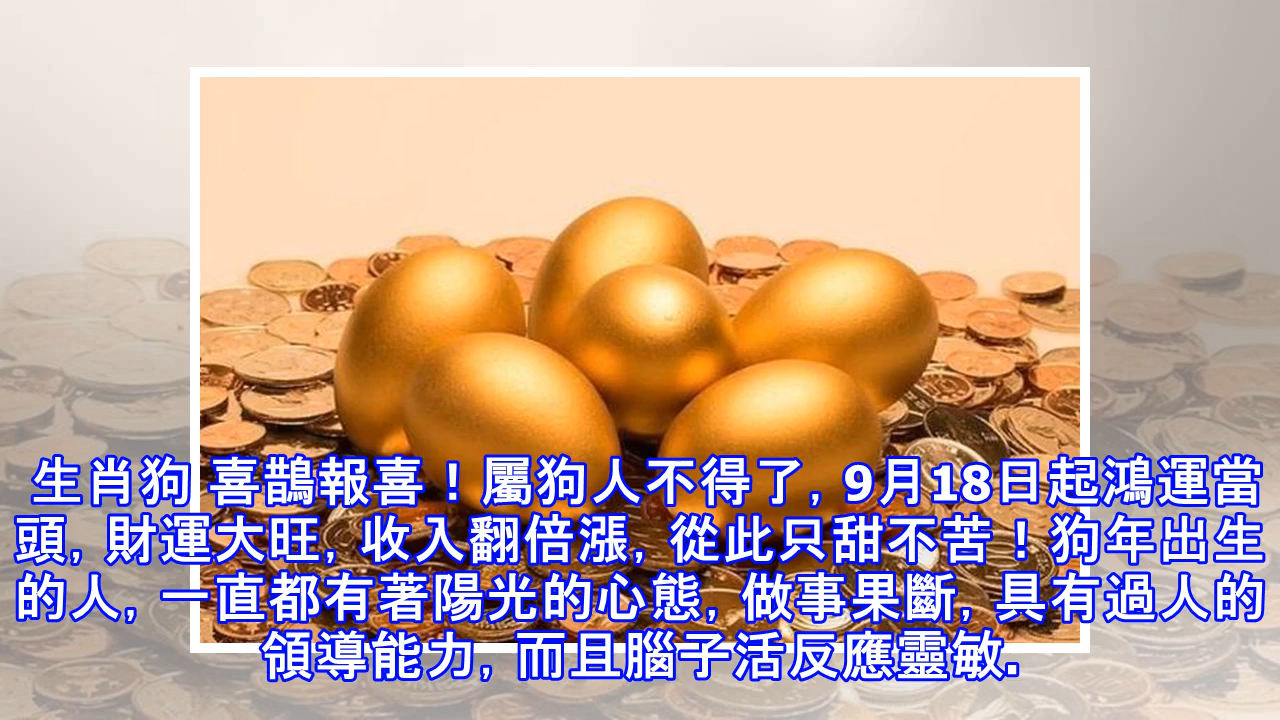 生肖狗 喜鵲報喜！屬狗人不得了, 9月18日起鴻運當
頭, 財運大旺, 收入翻倍漲, 從此只甜不苦！狗年出生
的人, 一直都有著陽光的心態, 做事果斷, 具有過人的
領導能力, 而且腦子活反應靈敏.